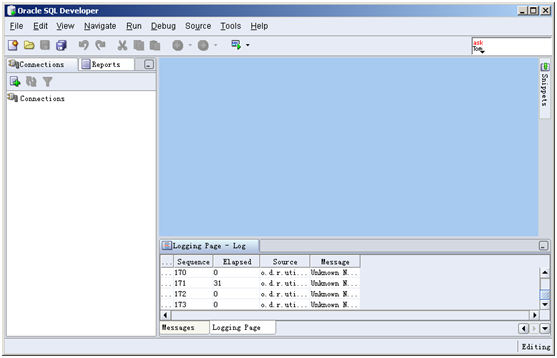 Oracle SQL Developer
File Edit View Navigate Run Debug Source Tools Help
ask
Tom
Connections Reports
Connections
Snippets
Logging Page - Log
... Sequence Elapsed Source Message
... 170 0 o.d.r.uti... Unknown N...
... 171 31 o.d.r.uti... Unknown N...
... 172 0 o.d.r.uti... Unknown N...
... 173 0 o.d.r.uti... Unknown N...
Messages Logging Page
Editing